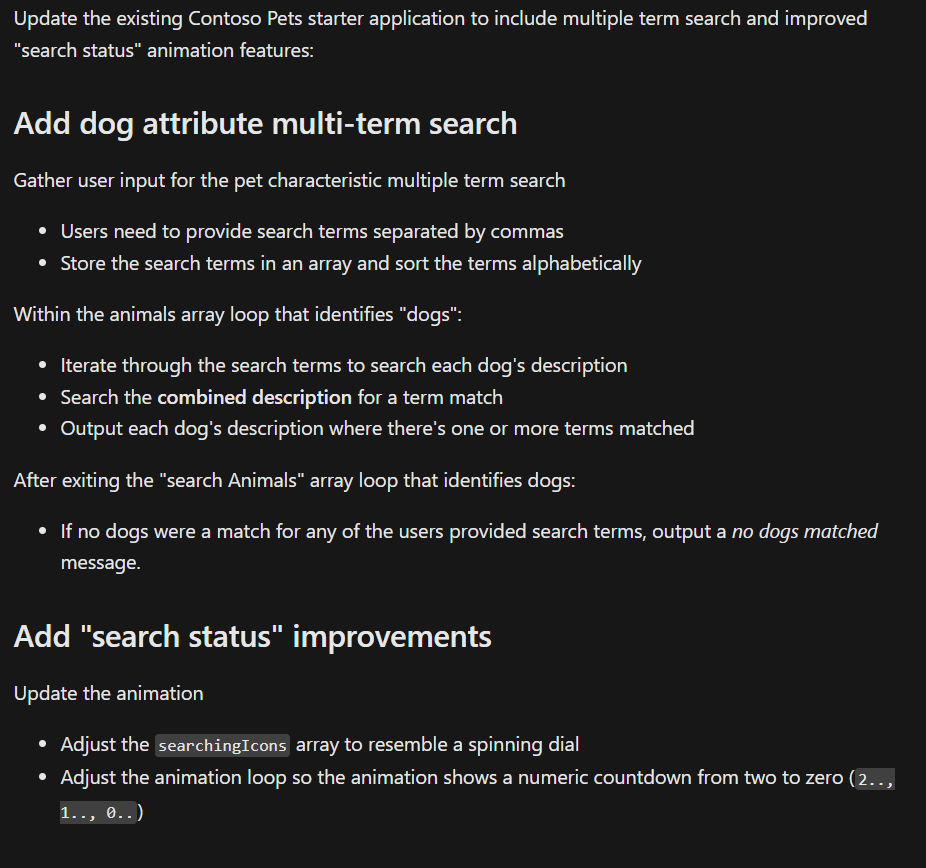 Update the existing Contoso Pets starter application to include multiple term search and improved
"search status" animation features:
Add dog attribute multi-term search
Gather user input for the pet characteristic multiple term search
• Users need to provide search terms separated by commas
• Store the search terms in an array and sort the terms alphabetically
Within the animals array loop that identifies "dogs":
• Iterate through the search terms to search each dog's description
• Search the combined description for a term match
• Output each dog's description where there's one or more terms matched
After exiting the "search Animals" array loop that identifies dogs:
• If no dogs were a match for any of the users provided search terms, output a no dogs matched
message.
Add "search status" improvements
Update the animation
• Adjust the searchingIcons array to resemble a spinning dial
• Adjust the animation loop so the animation shows a numeric countdown from two to zero (2..,
1.., 0..)